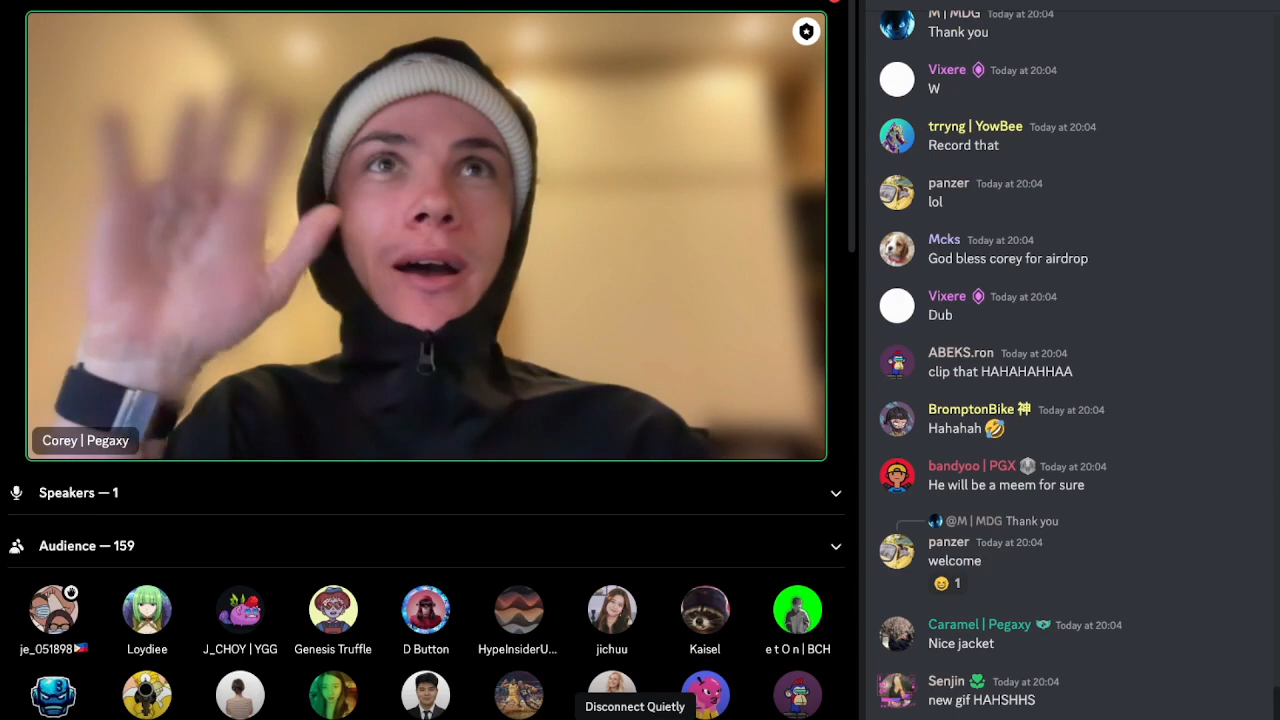 Corey | Pegaxy
Speakers — 1
Audience — 159
je_051898🇵🇭
Loydiee
J_CHOY | YGG
Genesis Truffle
D Button
HypeInsiderU...
jichuu
Kaisel
e t O n | BCH
Disconnect Quietly
M | MDG Today at 20:04
Thank you
Vixere Today at 20:04
W
trryng | YowBee Today at 20:04
Record that
panzer Today at 20:04
lol
Mcks Today at 20:04
God bless corey for airdrop
Vixere Today at 20:04
Dub
ABEKS.ron Today at 20:04
clip that HAHAHAHHAA
BromptonBike 神 Today at 20:04
Hahahah 🤣
bandyoo | PGX Today at 20:04
He will be a meem for sure
@M | MDG Thank you
panzer Today at 20:04
welcome
😆 1
Caramel | Pegaxy Today at 20:04
Nice jacket
Senjin Today at 20:04
new gif HAHSHHS